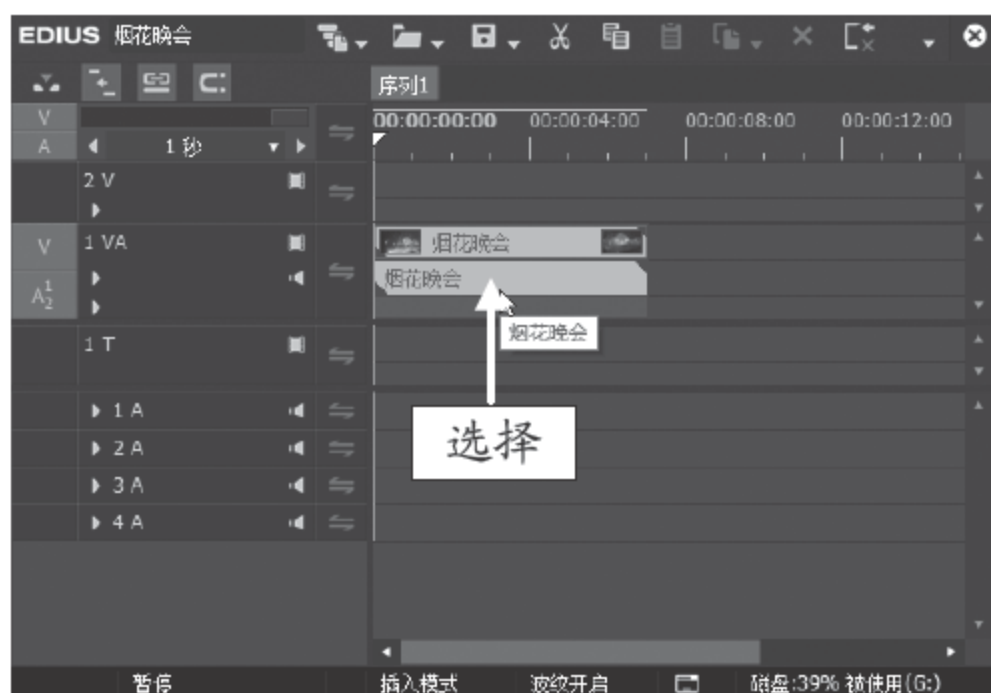 EDIUS 烟花晚会
序列1
V
A
1 秒
00:00:00:00 00:00:04:00 00:00:08:00 00:00:12:00
2 V
V
1 VA
A 1 2
烟花晚会
烟花晚会
烟花晚会
1 T
选择
1 A
2 A
3 A
4 A
暂停 插入模式 波纹开启 磁盘:39% 被使用(G:)